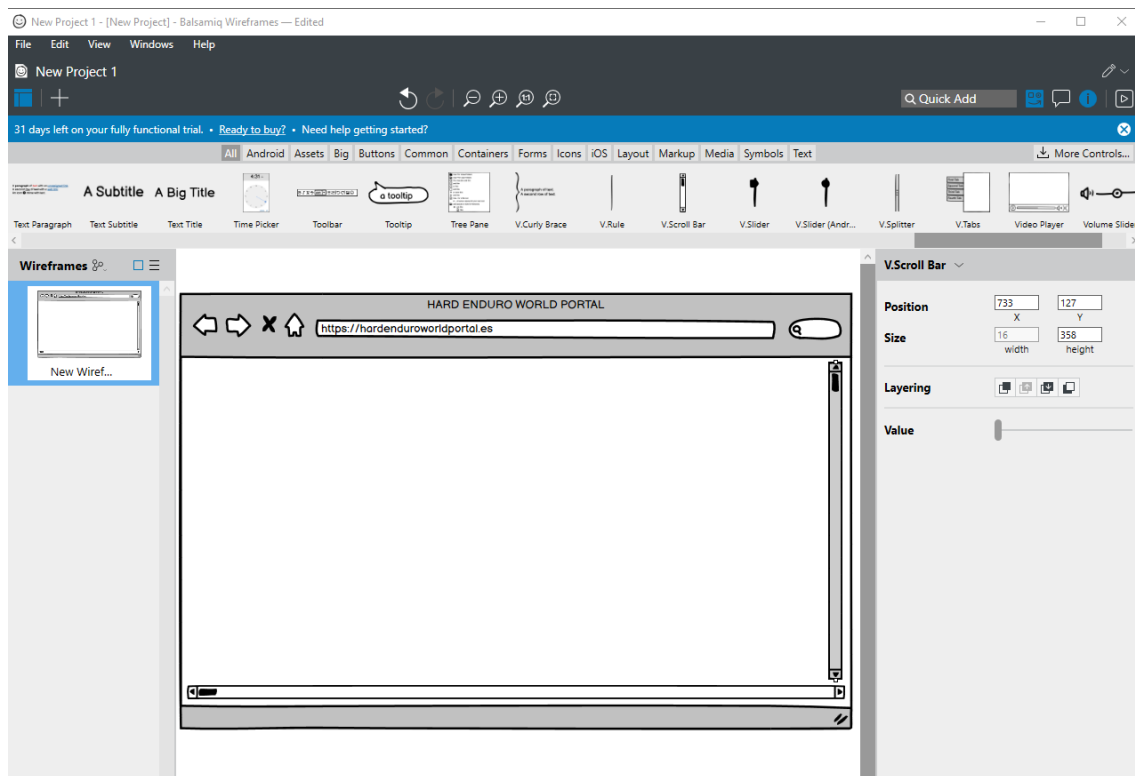 New Project 1 - [New Project] - Balsamiq Wireframes — Edited
File Edit View Windows Help
New Project 1
Quick Add
31 days left on your fully functional trial. • Ready to buy? • Need help getting started?
All Android Assets Big Buttons Common Containers Forms Icons iOS Layout Markup Media Symbols Text More Controls...
A Subtitle A Big Title a tooltip
Text Paragraph Text Subtitle Text Title Time Picker Toolbar Tooltip Tree Pane V.Curly Brace V.Rule V.Scroll Bar V.Slider V.Slider (Andr... V.Splitter V.Tabs Video Player Volume Slide
Wireframes
V.Scroll Bar
New Wiref...
HARD ENDURO WORLD PORTAL
https://hardenduroworldportal.es
Position 733 127
X Y
Size 16 358
width height
Layering
Value